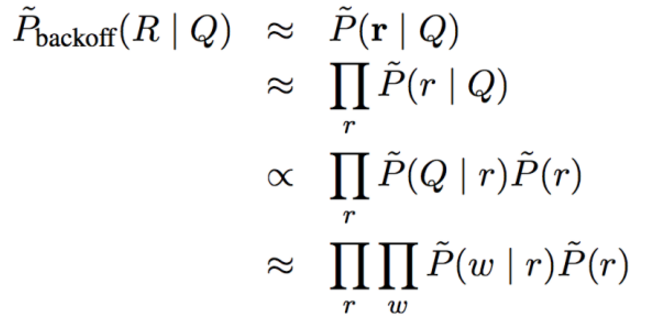 P̃_backoff(R | Q) ≈ P̃(𝐫 | Q)
≈ ∏_r P̃(r | Q)
∝ ∏_r P̃(Q | r)P̃(r)
≈ ∏_r ∏_w P̃(w | r)P̃(r)